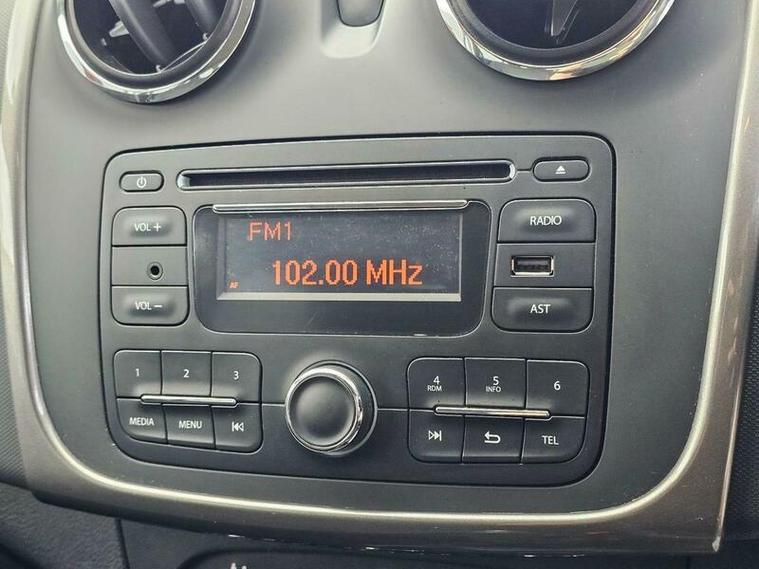 VOL +
RADIO
FM1
102.00 MHz
AF
VOL −
AST
1
2
3
4
RDM
5
INFO
6
MEDIA
MENU
TEL